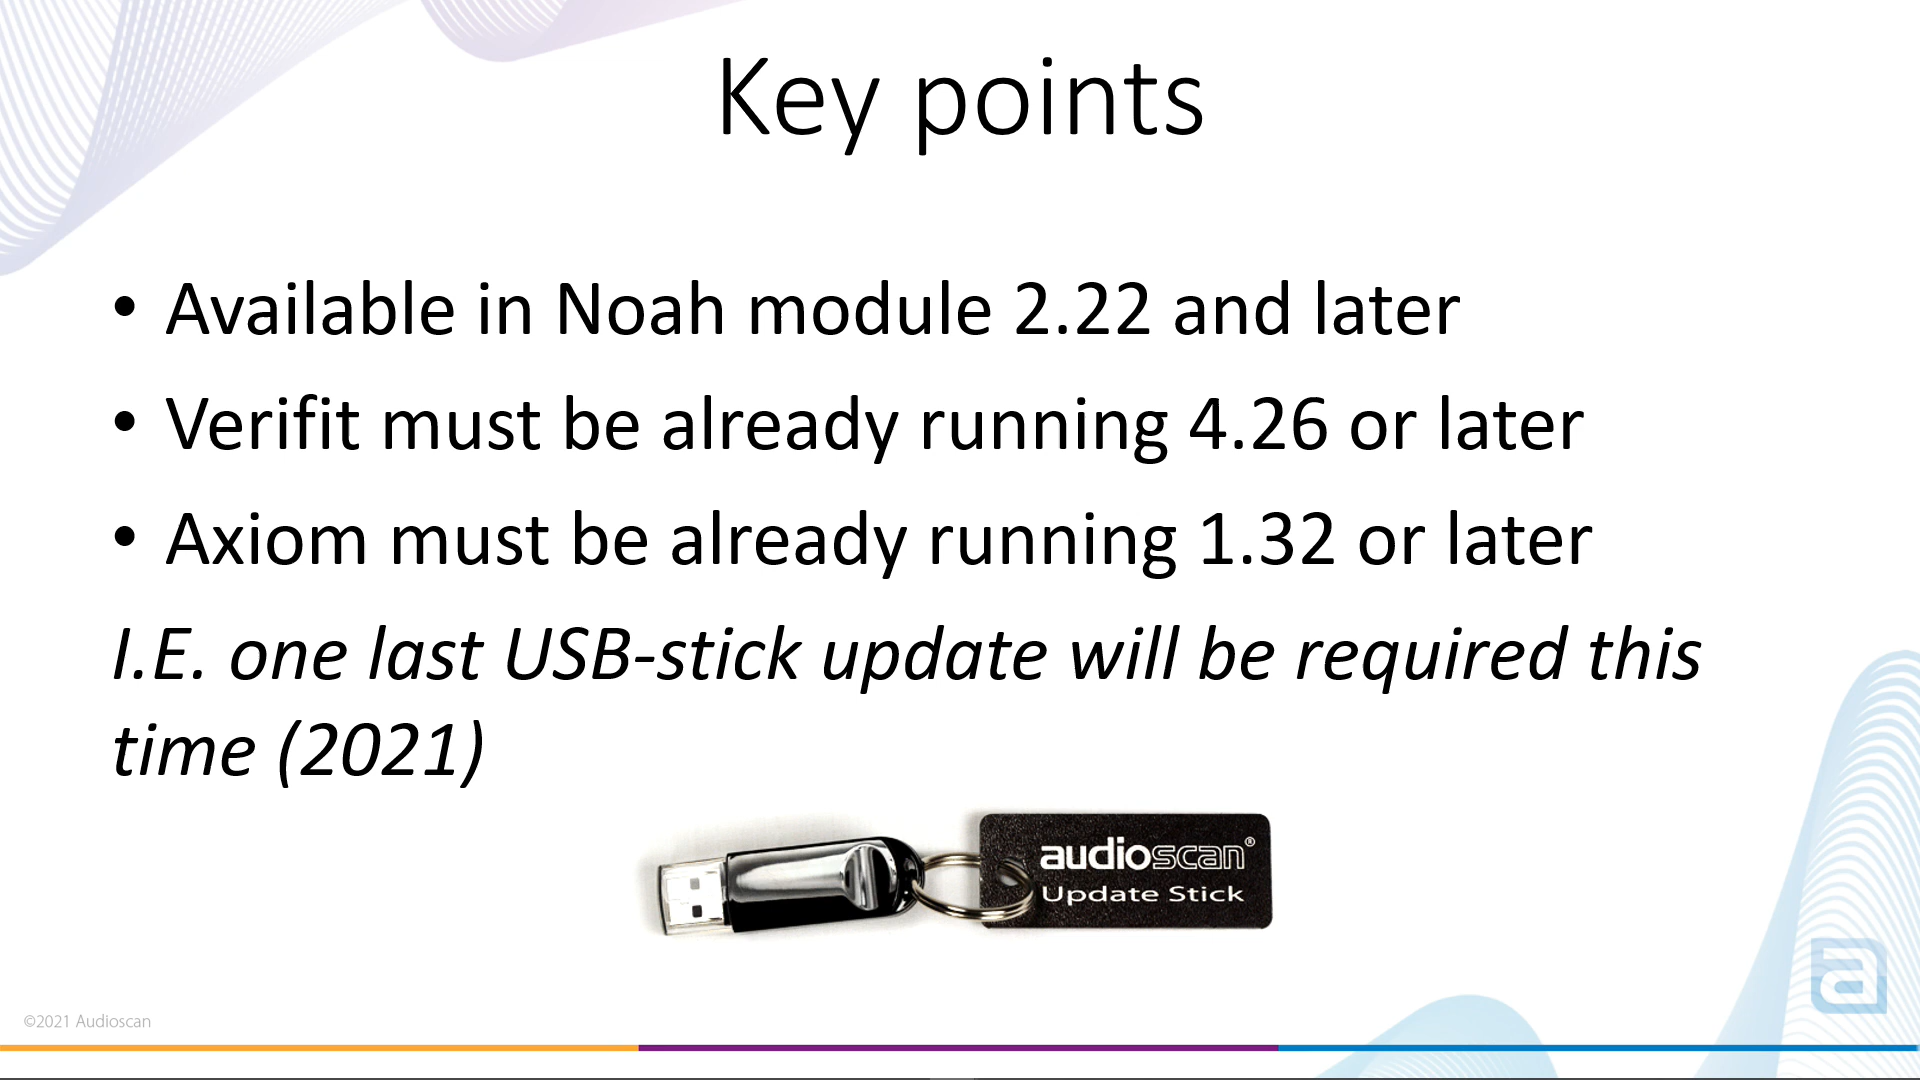 Key points
• Available in Noah module 2.22 and later
• Verifit must be already running 4.26 or later
• Axiom must be already running 1.32 or later
I.E. one last USB-stick update will be required this
time (2021)
audioscan®
Update Stick
a
©2021 Audioscan